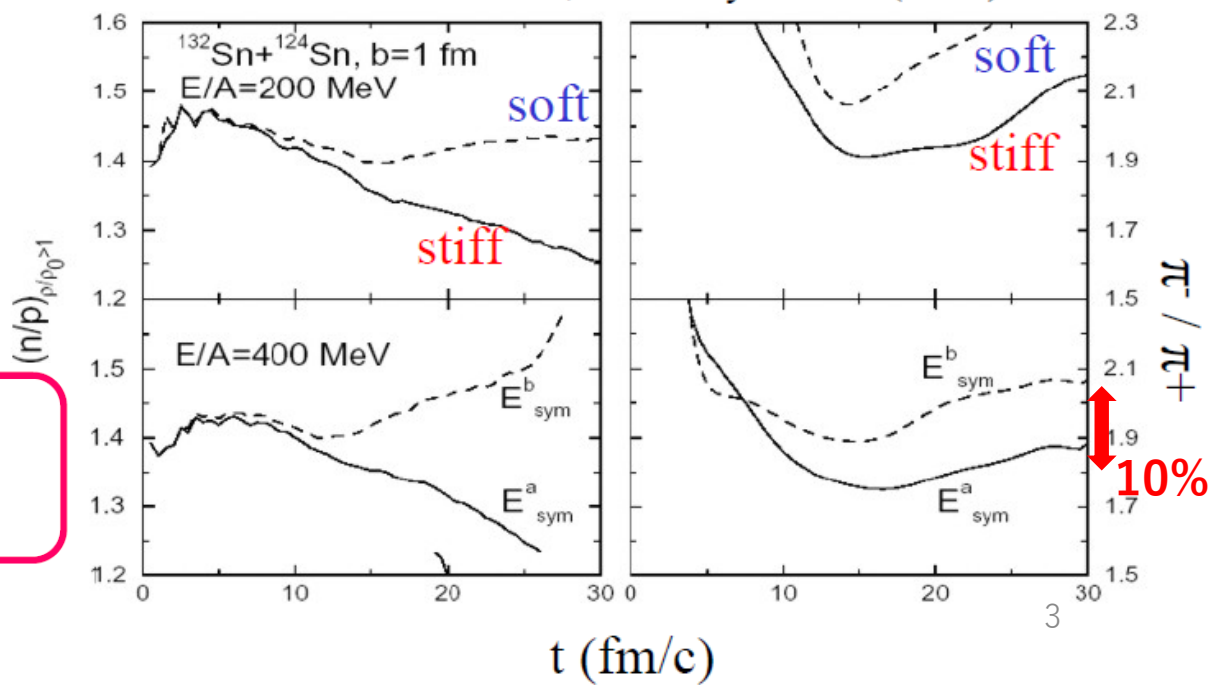 1.6
1.5
1.4
1.3
1.2
1.5
1.4
1.3
1.2
(n/p)ρ/ρ0>1
132Sn+124Sn, b=1 fm
E/A=200 MeV
soft
stiff
E/A=400 MeV
Ebsym
Easym
0 10 20 30
soft
stiff
Ebsym
Easym
0 10 20 30
2.3
2.1
1.9
1.7
1.5
2.1
1.9
1.7
1.5
π- / π+
10%
3
t (fm/c)